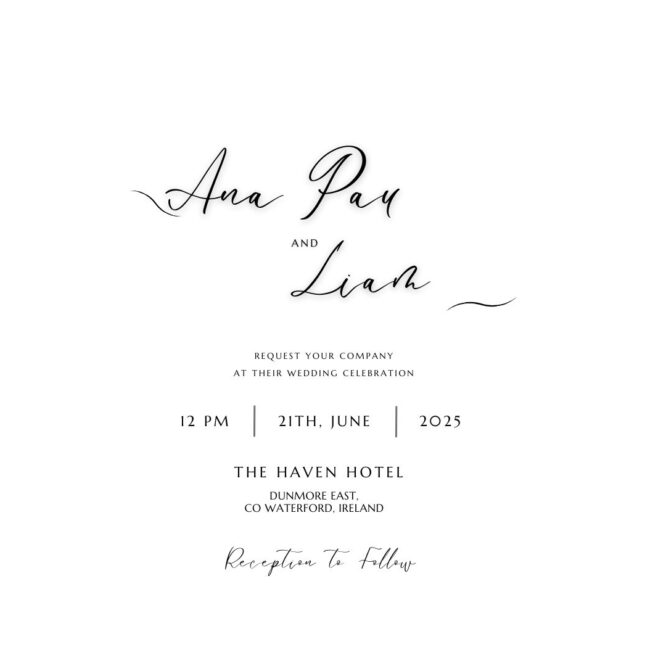 Ana Pau
AND
Liam
REQUEST YOUR COMPANY
AT THEIR WEDDING CELEBRATION
12 PM | 21TH, JUNE | 2025
THE HAVEN HOTEL
DUNMORE EAST,
CO WATERFORD, IRELAND
Reception to Follow